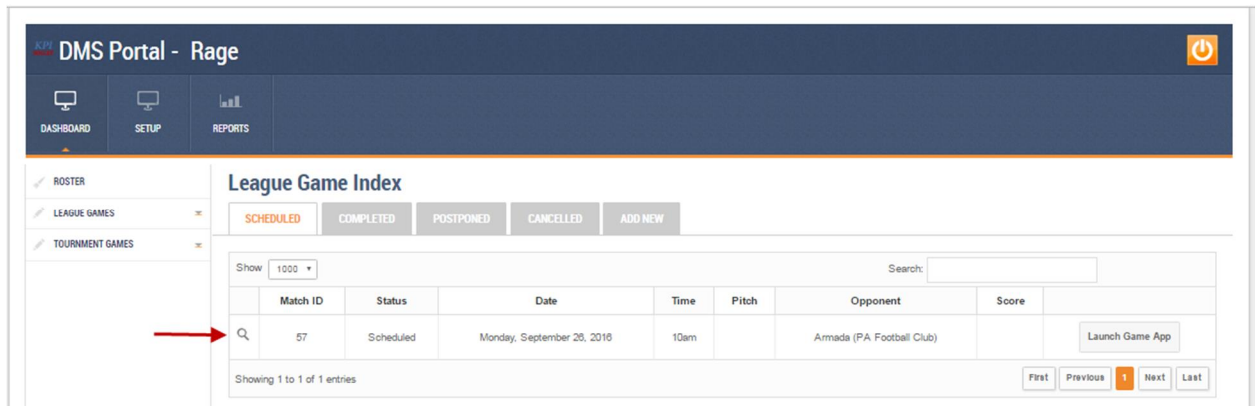 KPI DMS Portal - Rage
DASHBOARD SETUP REPORTS
ROSTER
LEAGUE GAMES
TOURNMENT GAMES
League Game Index
SCHEDULED COMPLETED POSTPONED CANCELLED ADD NEW
Show 1000 Search:
Match ID Status Date Time Pitch Opponent Score
57 Scheduled Monday, September 26, 2016 10am Armada (PA Football Club) Launch Game App
Showing 1 to 1 of 1 entries First Previous 1 Next Last